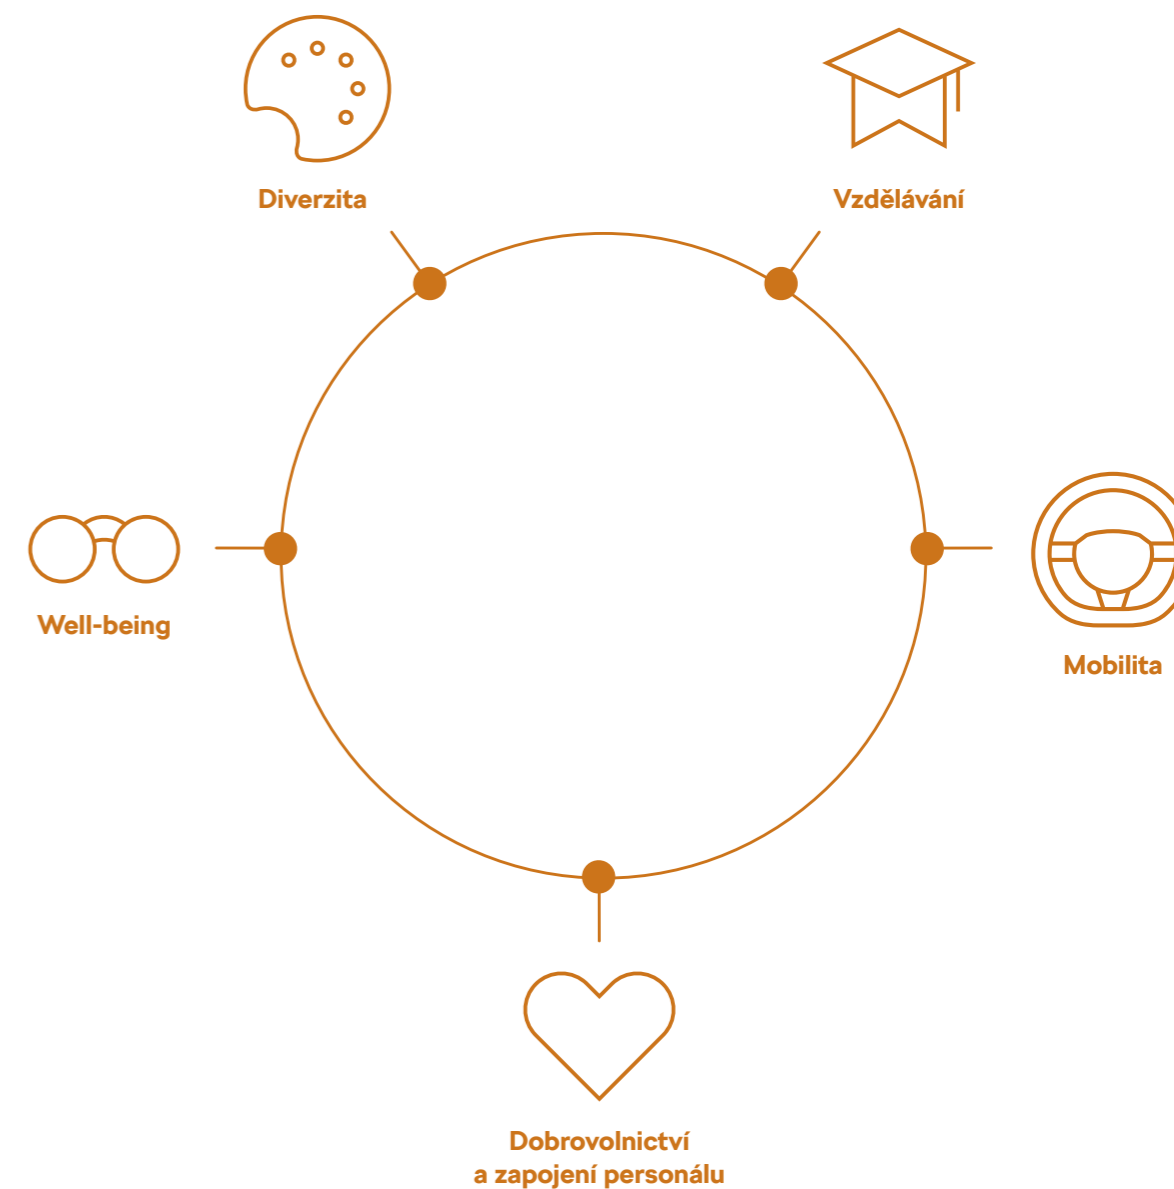 Diverzita
Vzdělávání
Well-being
Mobilita
Dobrovolnictví
a zapojení personálu